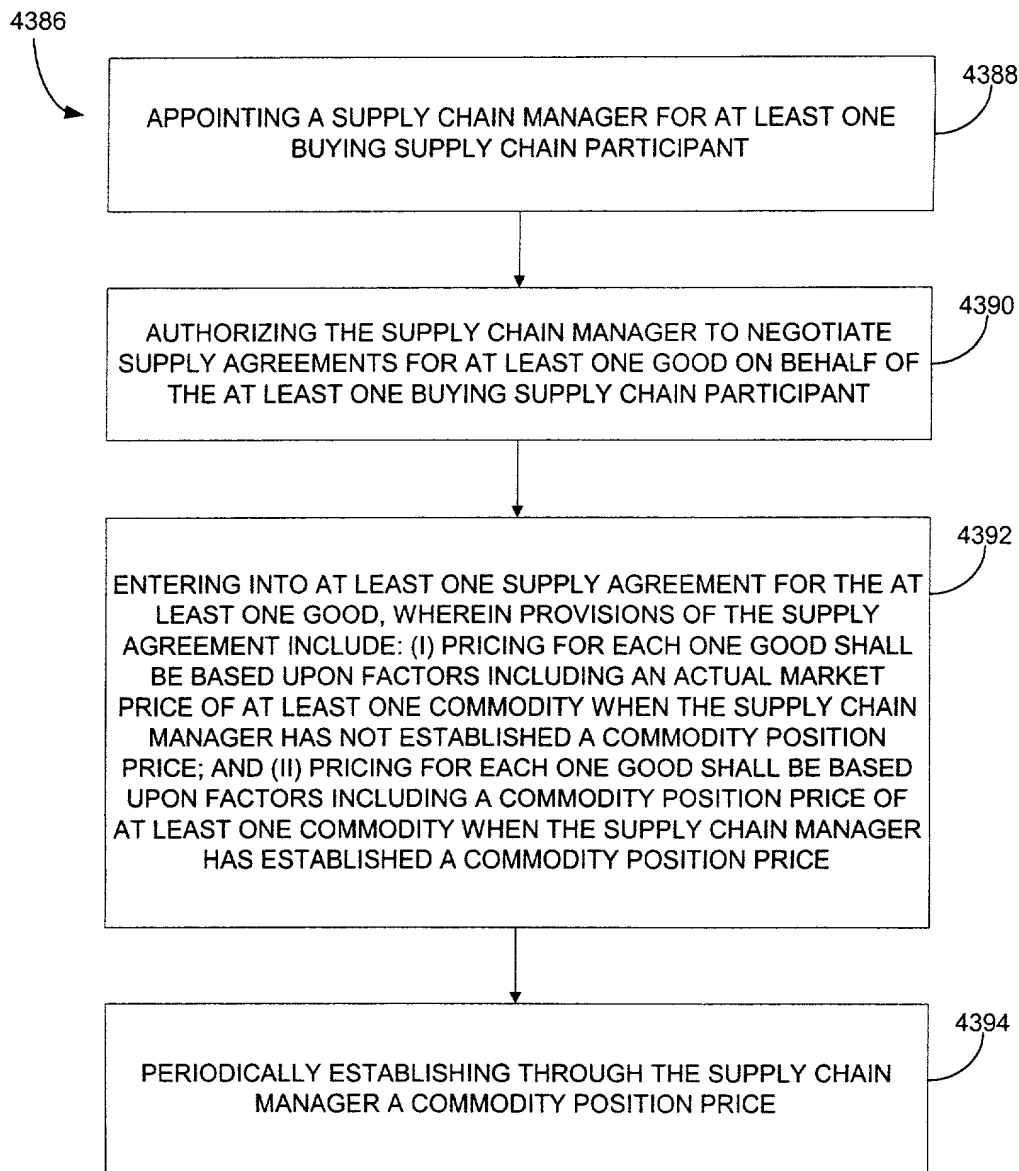 4386
4388
APPOINTING A SUPPLY CHAIN MANAGER FOR AT LEAST ONE
BUYING SUPPLY CHAIN PARTICIPANT
4390
AUTHORIZING THE SUPPLY CHAIN MANAGER TO NEGOTIATE
SUPPLY AGREEMENTS FOR AT LEAST ONE GOOD ON BEHALF OF
THE AT LEAST ONE BUYING SUPPLY CHAIN PARTICIPANT
4392
ENTERING INTO AT LEAST ONE SUPPLY AGREEMENT FOR THE AT
LEAST ONE GOOD, WHEREIN PROVISIONS OF THE SUPPLY
AGREEMENT INCLUDE: (I) PRICING FOR EACH ONE GOOD SHALL
BE BASED UPON FACTORS INCLUDING AN ACTUAL MARKET
PRICE OF AT LEAST ONE COMMODITY WHEN THE SUPPLY CHAIN
MANAGER HAS NOT ESTABLISHED A COMMODITY POSITION
PRICE; AND (II) PRICING FOR EACH ONE GOOD SHALL BE BASED
UPON FACTORS INCLUDING A COMMODITY POSITION PRICE OF
AT LEAST ONE COMMODITY WHEN THE SUPPLY CHAIN MANAGER
HAS ESTABLISHED A COMMODITY POSITION PRICE
4394
PERIODICALLY ESTABLISHING THROUGH THE SUPPLY CHAIN
MANAGER A COMMODITY POSITION PRICE